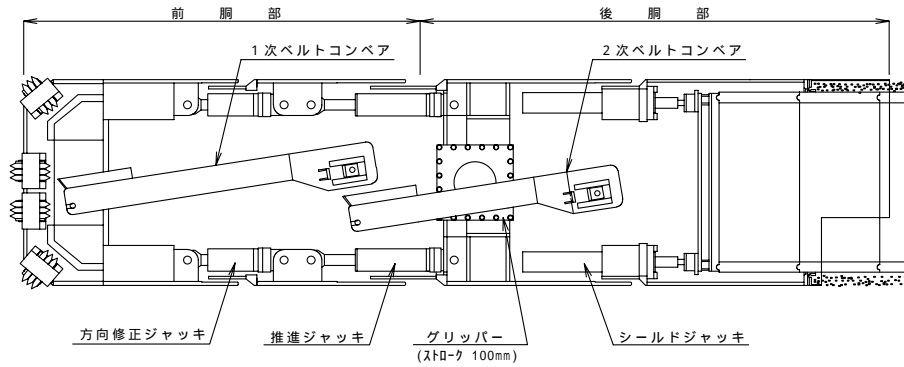 前胴部
後胴部
1次ベルトコンベア
2次ベルトコンベア
方向修正ジャッキ
推進ジャッキ
グリッパー
(ｽﾄﾛｰｸ 100mm)
シールドジャッキ